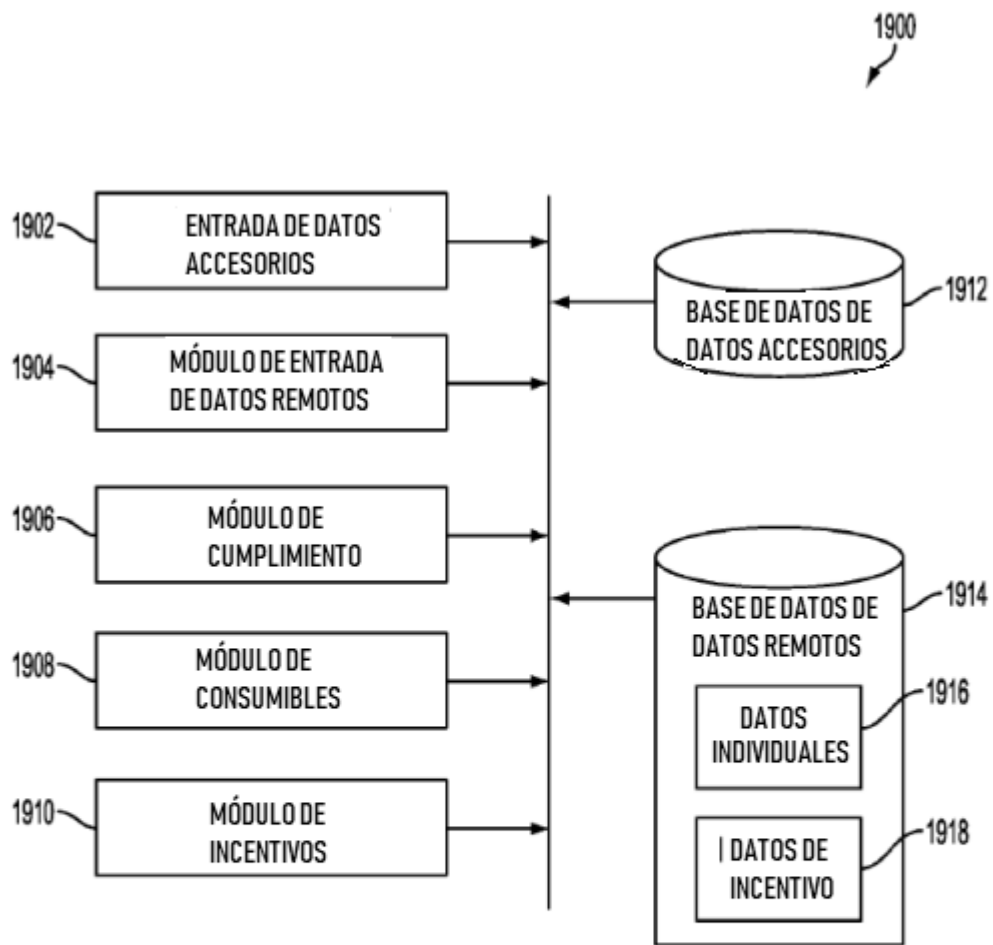 1900
1902
ENTRADA DE DATOS
ACCESORIOS
1904
MÓDULO DE ENTRADA
DE DATOS REMOTOS
1906
MÓDULO DE
CUMPLIMIENTO
1908
MÓDULO DE
CONSUMIBLES
1910
MÓDULO DE
INCENTIVOS
BASE DE DATOS DE
DATOS ACCESORIOS
1912
BASE DE DATOS DE
DATOS REMOTOS
1914
DATOS
INDIVIDUALES
1916
DATOS DE
INCENTIVO
1918